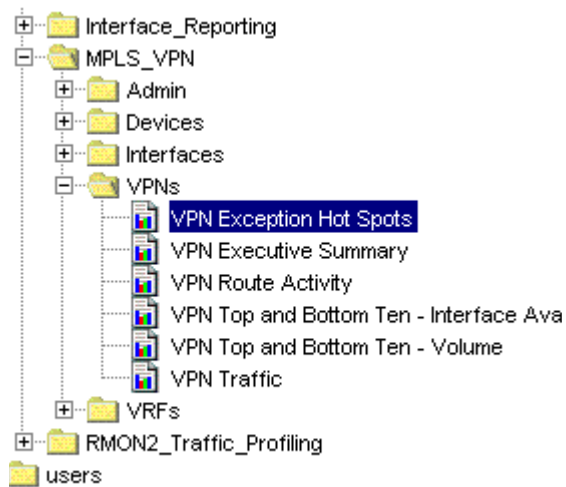 Interface_Reporting
MPLS_VPN
Admin
Devices
Interfaces
VPNs
VPN Exception Hot Spots
VPN Executive Summary
VPN Route Activity
VPN Top and Bottom Ten - Interface Ava
VPN Top and Bottom Ten - Volume
VPN Traffic
VRFs
RMON2_Traffic_Profiling
users